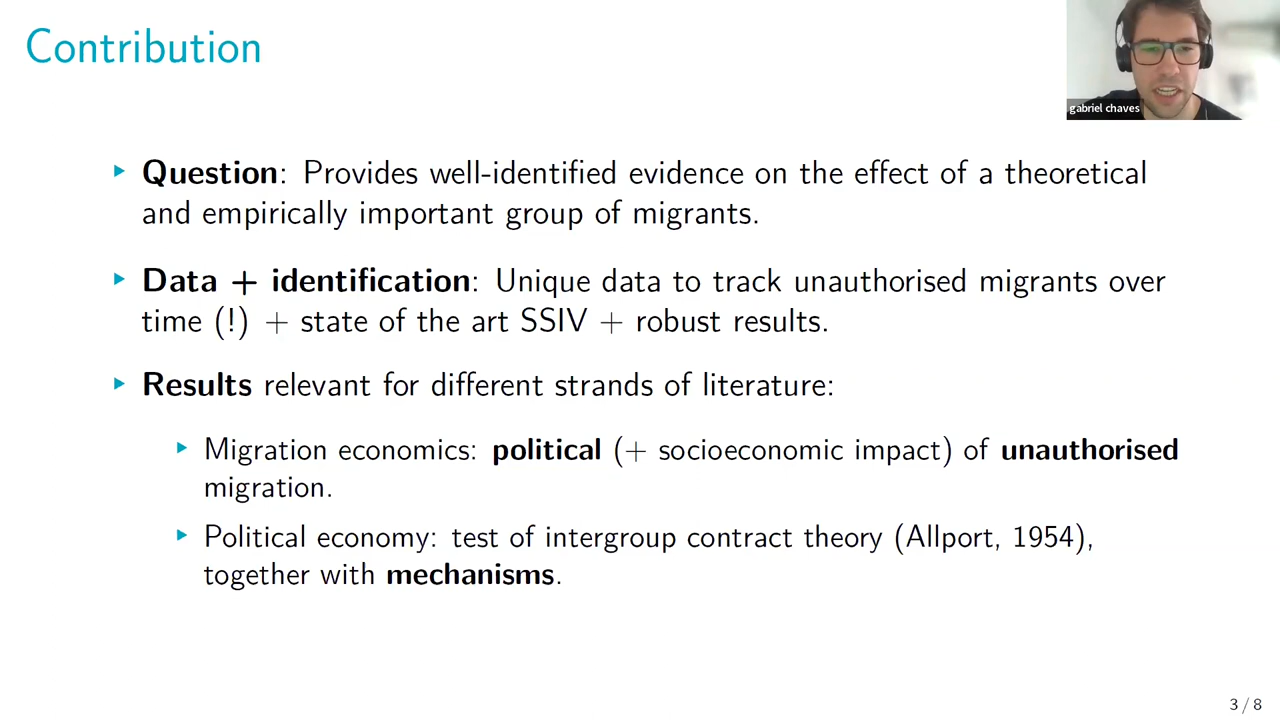 Contribution
gabriel chaves
▸ Question: Provides well-identified evidence on the effect of a theoretical
and empirically important group of migrants.
▸ Data + identification: Unique data to track unauthorised migrants over
time (!) + state of the art SSIV + robust results.
▸ Results relevant for different strands of literature:
▸ Migration economics: political (+ socioeconomic impact) of unauthorised
migration.
▸ Political economy: test of intergroup contract theory (Allport, 1954),
together with mechanisms.
3 / 8